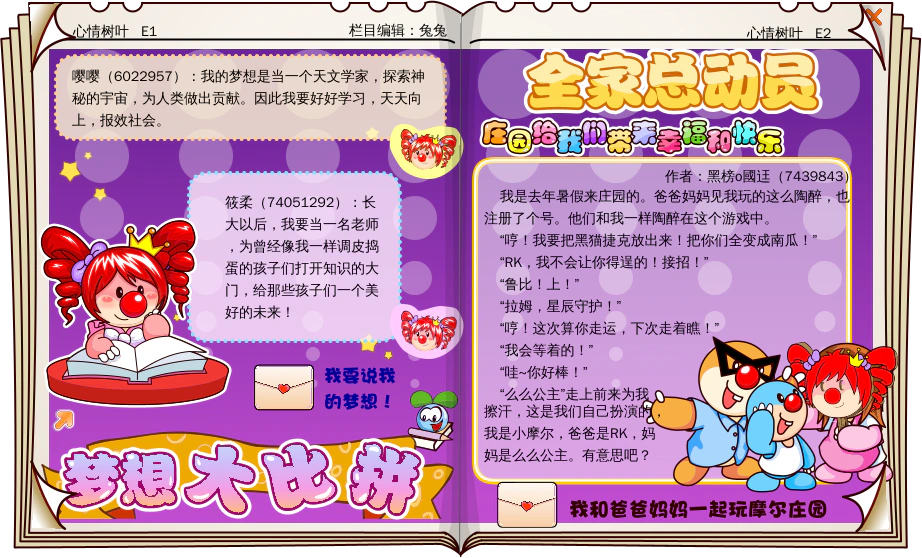 心情树叶 E1
栏目编辑：兔兔
嘤嘤（6022957）：我的梦想是当一个天文学家，探索神
秘的宇宙，为人类做出贡献。因此我要好好学习，天天向
上，报效社会。
筱柔（74051292）：长
大以后，我要当一名老师
，为曾经像我一样调皮捣
蛋的孩子们打开知识的大
门，给那些孩子们一个美
好的未来！
我要说我
的梦想！
梦想大比拼
心情树叶 E2
全家总动员
庄园给我们带来幸福和快乐
作者：黑榜o國迋（7439843）
我是去年暑假来庄园的。爸爸妈妈见我玩的这么陶醉，也
注册了个号。他们和我一样陶醉在这个游戏中。
“哼！我要把黑猫捷克放出来！把你们全变成南瓜！”
“RK，我不会让你得逞的！接招！”
“鲁比！上！”
“拉姆，星辰守护！”
“哼！这次算你走运，下次走着瞧！”
“我会等着的！”
“哇~你好棒！”
“么么公主”走上前来为我
擦汗，这是我们自己扮演的
我是小摩尔，爸爸是RK，妈
妈是么么公主。有意思吧？
我和爸爸妈妈一起玩摩尔庄园